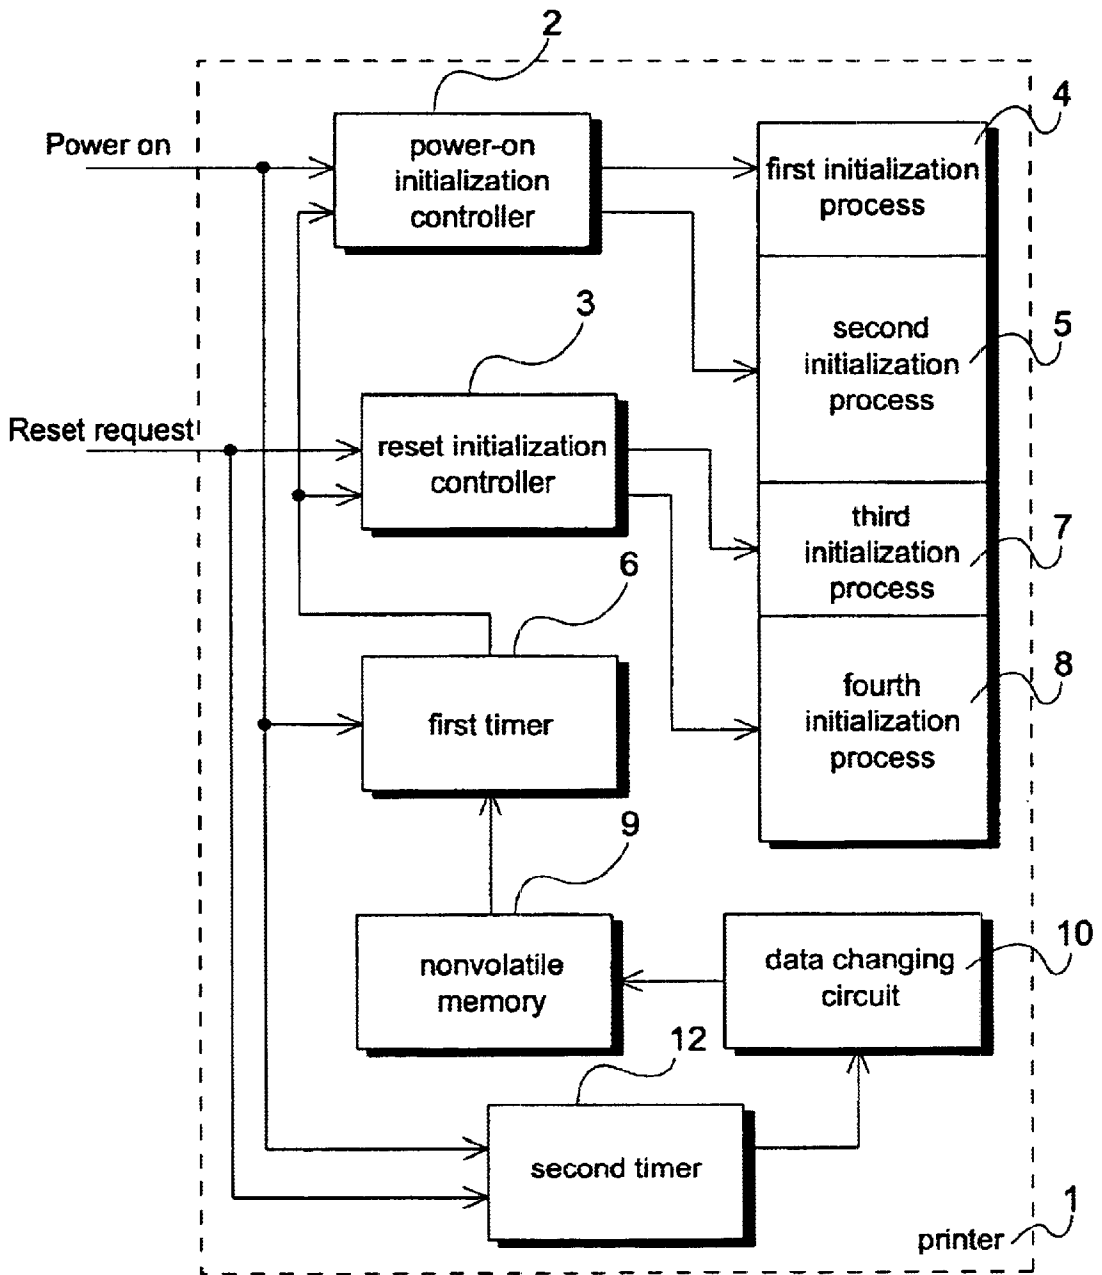 2
Power on
power-on
initialization
controller
4
first initialization
process
3
5
second
initialization
process
Reset request
reset initialization
controller
7
third
initialization
process
6
first timer
8
fourth
initialization
process
9
nonvolatile
memory
10
data changing
circuit
12
second timer
printer
1